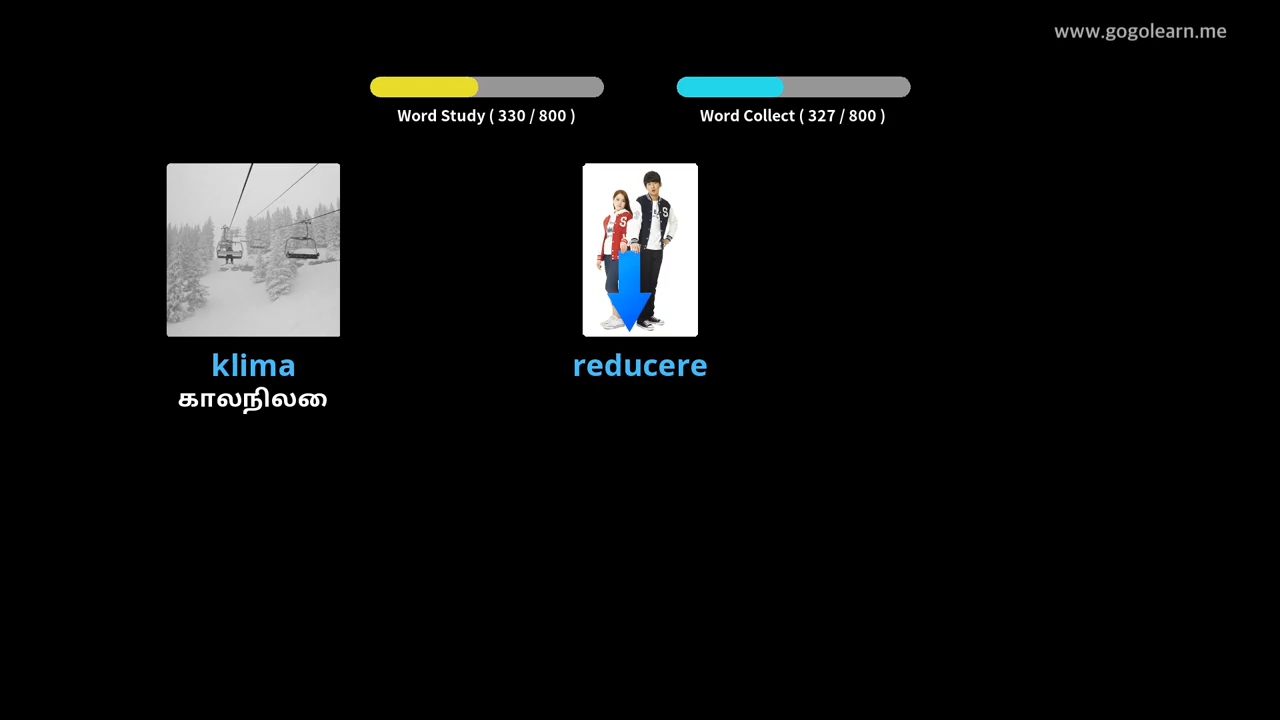 www.gogolearn.me
Word Study ( 330 / 800 )
Word Collect ( 327 / 800 )
S
S
klima
reducere
காலநிலை